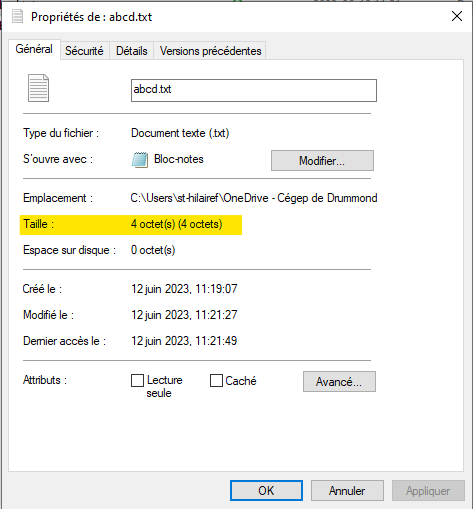 Propriétés de : abcd.txt
Général Sécurité Détails Versions précédentes
abcd.txt
Type du fichier : Document texte (.txt)
S'ouvre avec : Bloc-notes Modifier...
Emplacement : C:\Users\st-hilairef\OneDrive - Cégep de Drummond
Taille : 4 octet(s) (4 octets)
Espace sur disque : 0 octet(s)
Créé le : 12 juin 2023, 11:19:07
Modifié le : 12 juin 2023, 11:21:27
Dernier accès le : 12 juin 2023, 11:21:49
Attributs : Lecture seule Caché Avancé...
OK Annuler Appliquer